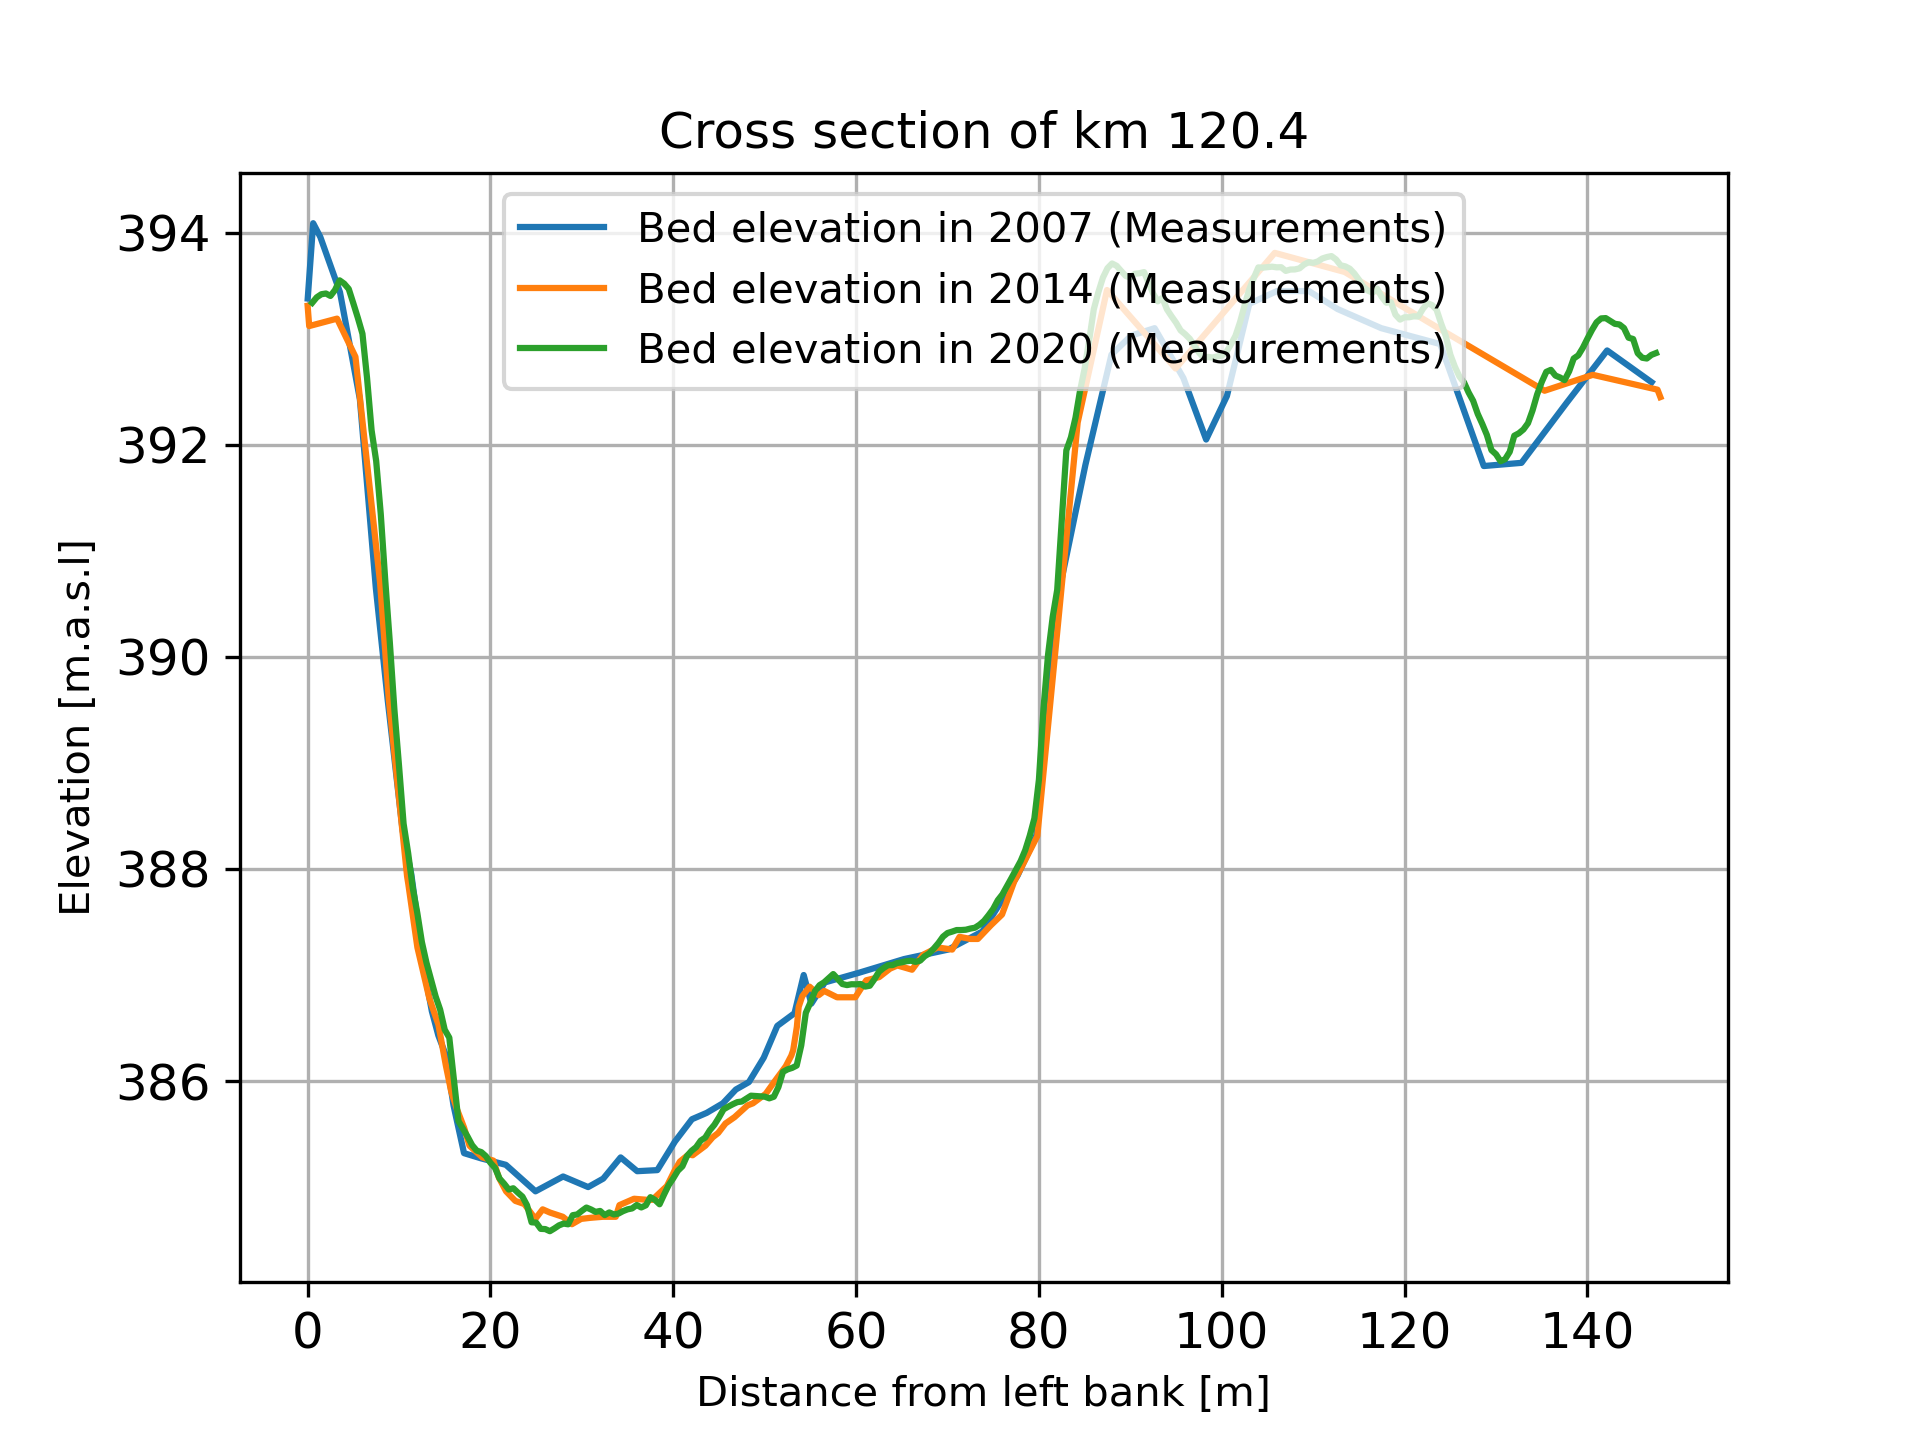 Cross section of km 120.4
Bed elevation in 2007 (Measurements)
Bed elevation in 2014 (Measurements)
Bed elevation in 2020 (Measurements)
Elevation [m.a.s.l]
394
392
390
388
386
0 20 40 60 80 100 120 140
Distance from left bank [m]